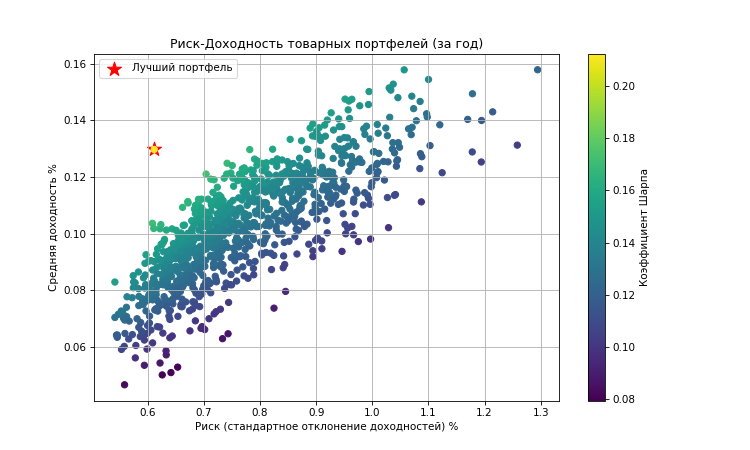 Риск-Доходность товарных портфелей (за год)
Лучший портфель
Средняя доходность %
0.16
0.14
0.12
0.10
0.08
0.06
0.6 0.7 0.8 0.9 1.0 1.1 1.2 1.3
Риск (стандартное отклонение доходностей) %
0.20
0.18
0.16
0.14
0.12
0.10
0.08
Коэффициент Шарпа